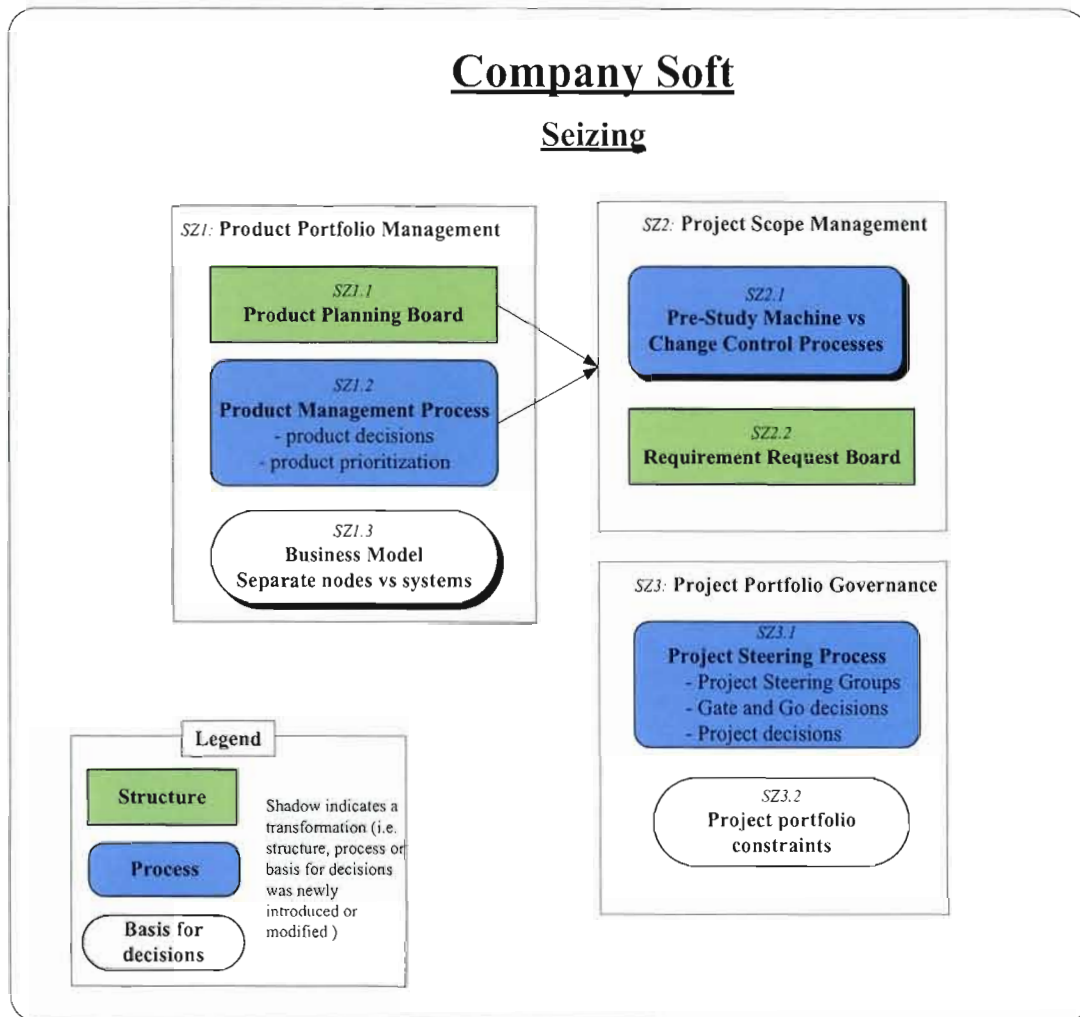 Company Soft
Seizing
SZ1: Product Portfolio Management
SZ1.1
Product Planning Board
SZ1.2
Product Management Process
- product decisions
- product prioritization
SZ1.3
Business Model
Separate nodes vs systems
SZ2: Project Scope Management
SZ2.1
Pre-Study Machine vs
Change Control Processes
SZ2.2
Requirement Request Board
SZ3: Project Portfolio Governance
SZ3.1
Project Steering Process
- Project Steering Groups
- Gate and Go decisions
- Project decisions
SZ3.2
Project portfolio
constraints
Legend
Structure
Process
Basis for
decisions
Shadow indicates a
transformation (i.e.
structure, process or
basis for decisions
was newly
introduced or
modified )